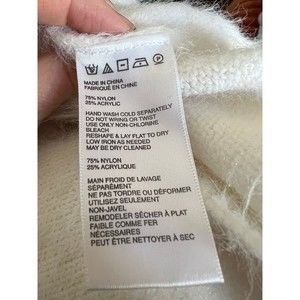 MADE IN CHINA
FABRIQUÉ EN CHINE
75% NYLON
25% ACRYLIC
HAND WASH COLD SEPARATELY
DO NOT WRING OR TWIST
USE ONLY NON-CHLORINE
BLEACH
RESHAPE & LAY FLAT TO DRY
LOW IRON AS NEEDED
MAY BE DRY CLEANED
75% NYLON
25% ACRYLIQUE
MAIN FROID DE LAVAGE
SÉPARÉMENT
NE PAS TORDRE OU DÉFORMER
UTILISEZ SEULEMENT
NON-JAVEL
REMODELER SÉCHER À PLAT
FAIBLE COMME FER
NÉCESSAIRE
PEUT ÊTRE NETTOYER À SEC